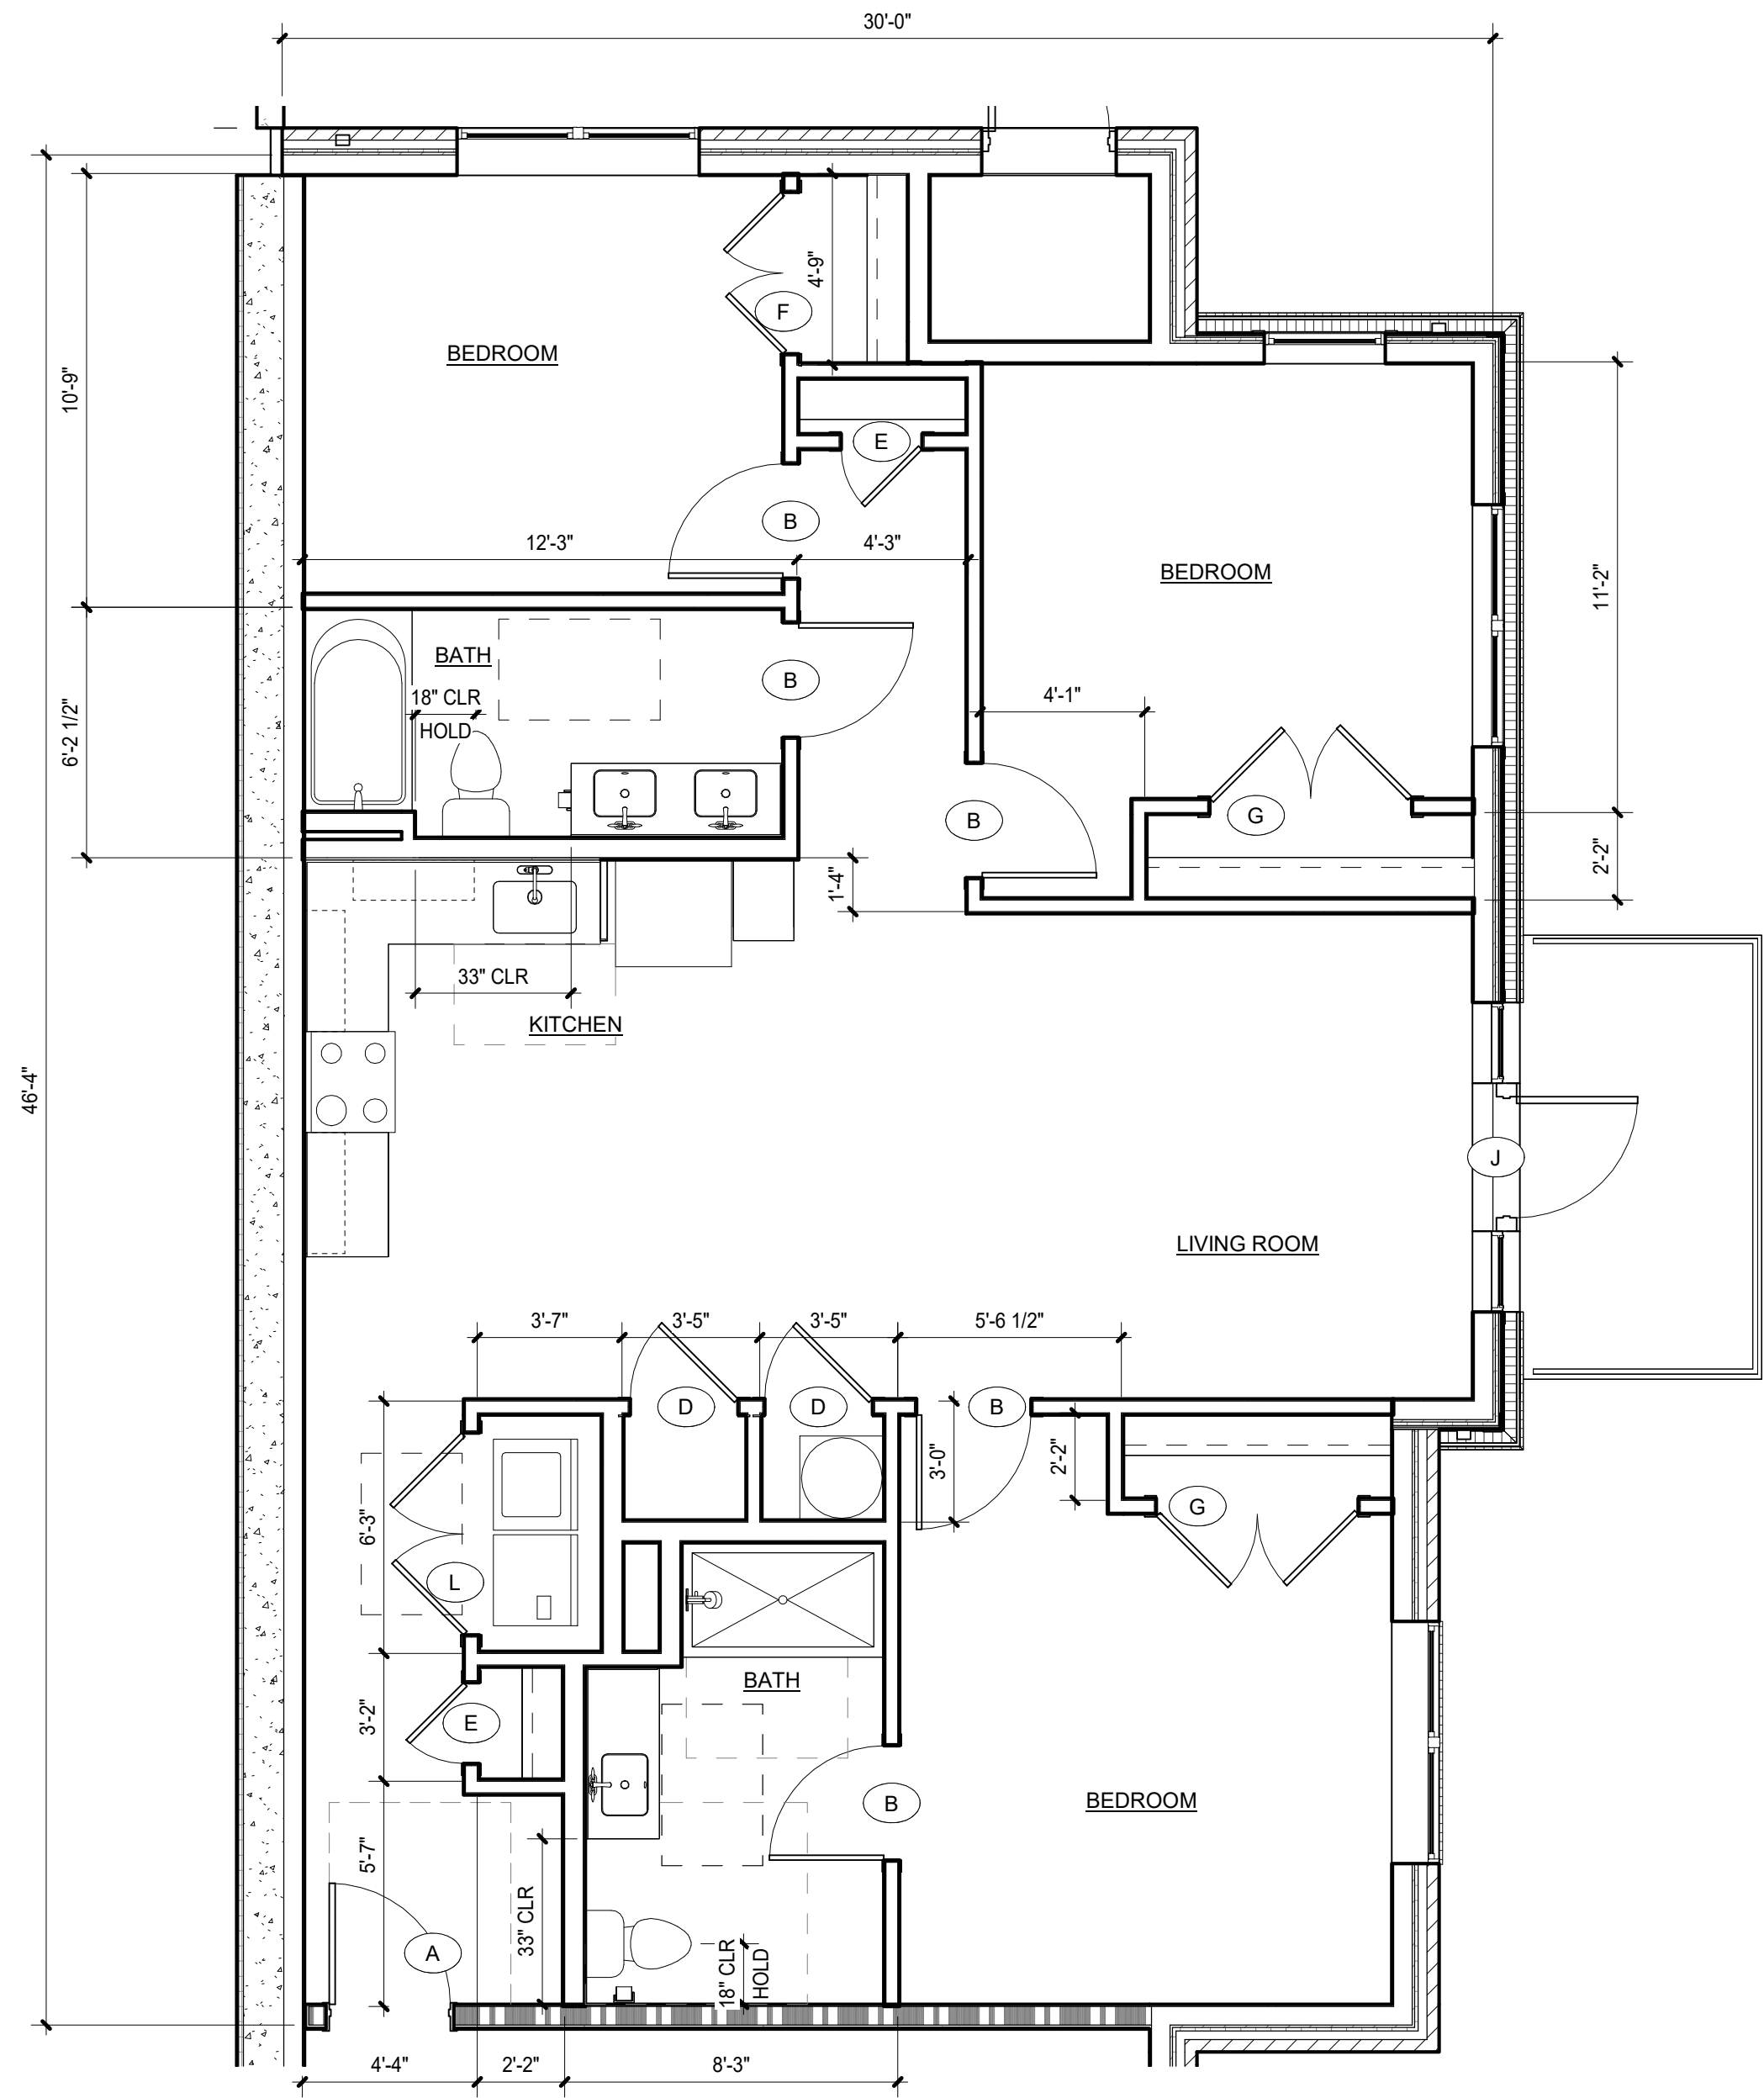 30'-0"
4'-9"
F
BEDROOM
10'-9"
E
B
12'-3"
4'-3"
BEDROOM
11'-2"
BATH
B
18" CLR
HOLD
4'-1"
6'-2 1/2"
G
B
2'-2"
1'-4"
33" CLR
KITCHEN
46'-4"
J
LIVING ROOM
3'-7"
3'-5"
3'-5"
5'-6 1/2"
D
D
B
3'-0"
2'-2"
G
6'-3"
L
BATH
3'-2"
E
B
BEDROOM
5'-7"
33" CLR
A
18" CLR
HOLD
4'-4"
2'-2"
8'-3"